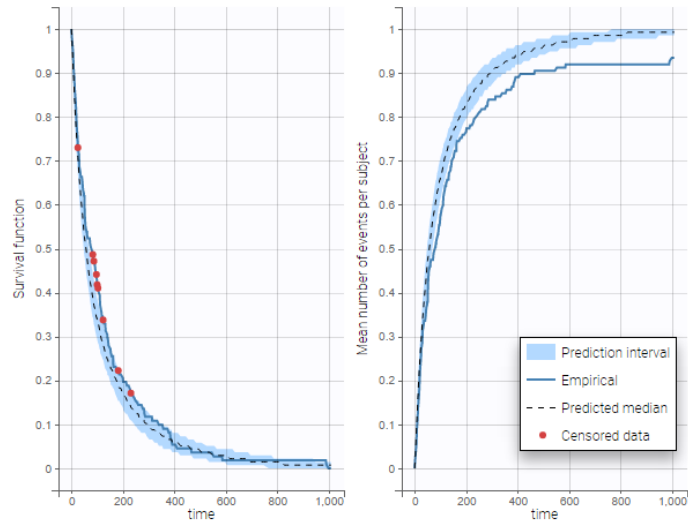 1
0.9
0.8
0.7
0.6
0.5
0.4
0.3
0.2
0.1
0
Survival function
0 200 400 600 800 1,000
time
1
0.9
0.8
0.7
0.6
0.5
0.4
0.3
0.2
0.1
0
Mean number of events per subject
0 200 400 600 800 1,000
time
Prediction interval
Empirical
Predicted median
Censored data